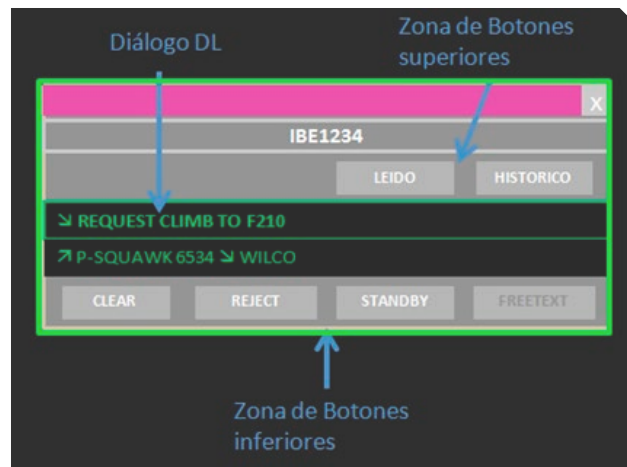 Diálogo DL
Zona de Botones
superiores
X
IBE1234
LEIDO HISTORICO
↘ REQUEST CLIMB TO F210
↗ P-SQUAWK 6534 ↘ WILCO
CLEAR REJECT STANDBY FREETEXT
Zona de Botones
inferiores